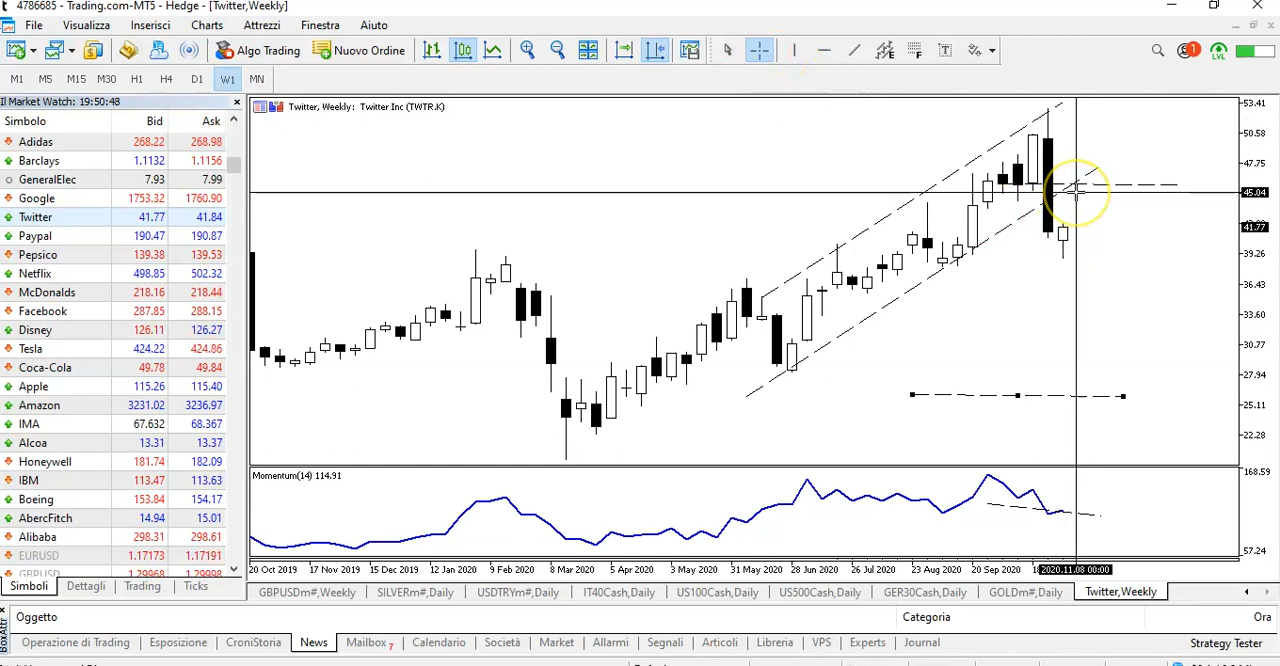 4786685 - Trading.com-MT5 - Hedge - [Twitter,Weekly]
File Visualizza Inserisci Charts Attrezzi Finestra Aiuto
Algo Trading Nuovo Ordine E F T 1 LVL
M1 M5 M15 M30 H1 H4 D1 W1 MN
Il Market Watch: 19:50:48
Simbolo Bid Ask
Adidas 268.22 268.98
Barclays 1.1132 1.1156
GeneralElec 7.93 7.99
Google 1753.32 1760.90
Twitter 41.77 41.84
Paypal 190.47 190.87
Pepsico 139.38 139.53
Netflix 498.85 502.32
McDonalds 218.16 218.44
Facebook 287.85 288.15
Disney 126.11 126.27
Tesla 424.22 424.86
Coca-Cola 49.78 49.84
Apple 115.26 115.40
Amazon 3231.02 3236.97
IMA 67.632 68.367
Alcoa 13.31 13.37
Honeywell 181.74 182.09
IBM 113.47 113.63
Boeing 153.84 154.17
AbercFitch 14.94 15.01
Alibaba 298.31 298.61
EURUSD 1.17173 1.17191
GBPUSD 1.29968 1.29998
Simboli Dettagli Trading Ticks
Twitter, Weekly: Twitter Inc (TWTR.K)
53.41
50.58
47.75
45.04
41.77
39.26
36.43
33.60
30.77
27.94
25.11
22.28
Momentum(14) 114.91
168.59
57.24
20 Oct 2019 17 Nov 2019 15 Dec 2019 12 Jan 2020 9 Feb 2020 8 Mar 2020 5 Apr 2020 3 May 2020 31 May 2020 28 Jun 2020 26 Jul 2020 23 Aug 2020 20 Sep 2020 2020.11.08 00:00
GBPUSDm#,Weekly SILVERm#,Daily USDTRYm#,Daily IT40Cash,Daily US100Cash,Daily US500Cash,Daily GER30Cash,Daily GOLDm#,Daily Twitter,Weekly
Oggetto Categoria Ora
Operazione di Trading Esposizione CroniStoria News Mailbox 7 Calendario Società Market Allarmi Segnali Articoli Libreria VPS Experts Journal Strategy Tester